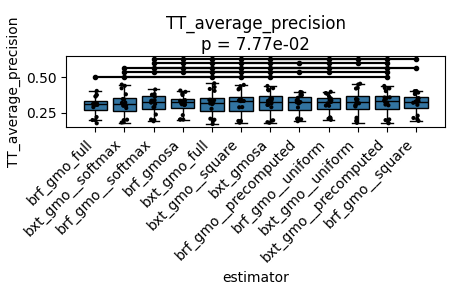 TT_average_precision
p = 7.77e-02
TT_average_precision
0.50
0.25
brf_gmo_full
bxt_gmo__softmax
brf_gmo__softmax
brf_gmosa
bxt_gmo_full
bxt_gmo__square
bxt_gmosa
brf_gmo__precomputed
brf_gmo__uniform
bxt_gmo__uniform
bxt_gmo__precomputed
brf_gmo__square
estimator